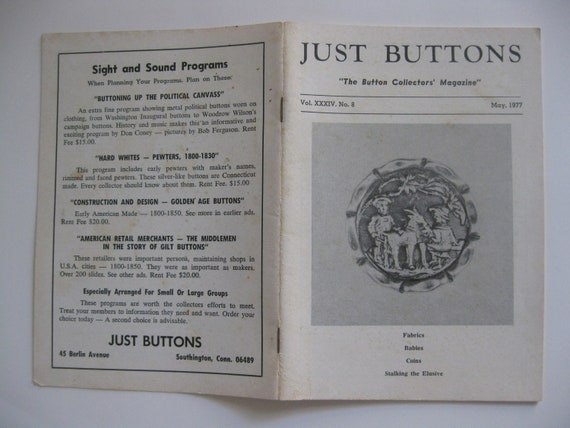 Sight and Sound Programs
When Planning Your Programs, Plan on These:
"BUTTONING UP THE POLITICAL CANVASS"
An extra fine program showing metal political buttons worn on
clothing, from Washington Inaugural buttons to Woodrow Wilson's
campaign buttons. History and music makes this an informative and
exciting program by Don Coney — pictures by Bob Ferguson. Rent
Fee $15.00.
"HARD WHITES — PEWTERS, 1800-1830"
This program includes early pewters with maker's names,
and faced pewters. These silver-like buttons are Connecticut
made. Every collector should know about them. Rent Fee. $15.00
"CONSTRUCTION AND DESIGN — GOLDEN AGE BUTTONS"
Early American Made — 1800-1850. See more in earlier ads.
Rent Fee $20.00.
"AMERICAN RETAIL MERCHANTS — THE MIDDLEMEN
IN THE STORY OF GILT BUTTONS"
These retailers were important persons, maintaining shops in
U.S.A. cities — 1800-1850. They were as important as makers.
Over 200 slides. See other ads. Rent Fee $20.00.
Especially Arranged For Small Or Large Groups
These programs are worth the collectors efforts to meet.
Treat your members to information they need and want. Order your
choice today — A second choice is advisable.
JUST BUTTONS
45 Berlin Avenue Southington, Conn. 06489
JUST BUTTONS
"The Button Collectors' Magazine"
Vol. XXXIV. No. 8 May, 1977
Fabrics
Babies
Coins
Stalking the Elusive